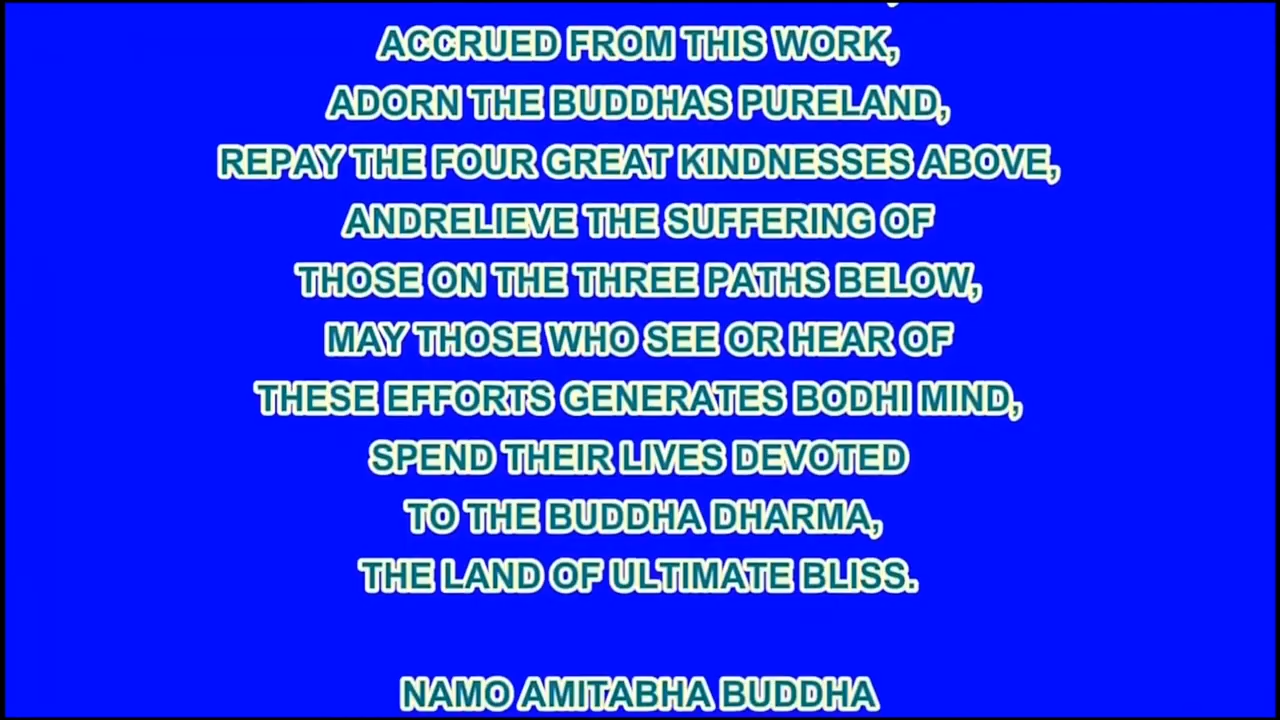 ACCRUED FROM THIS WORK,
ADORN THE BUDDHAS PURELAND,
REPAY THE FOUR GREAT KINDNESSES ABOVE,
ANDRELIEVE THE SUFFERING OF
THOSE ON THE THREE PATHS BELOW,
MAY THOSE WHO SEE OR HEAR OF
THESE EFFORTS GENERATES BODHI MIND,
SPEND THEIR LIVES DEVOTED
TO THE BUDDHA DHARMA,
THE LAND OF ULTIMATE BLISS.
NAMO AMITABHA BUDDHA